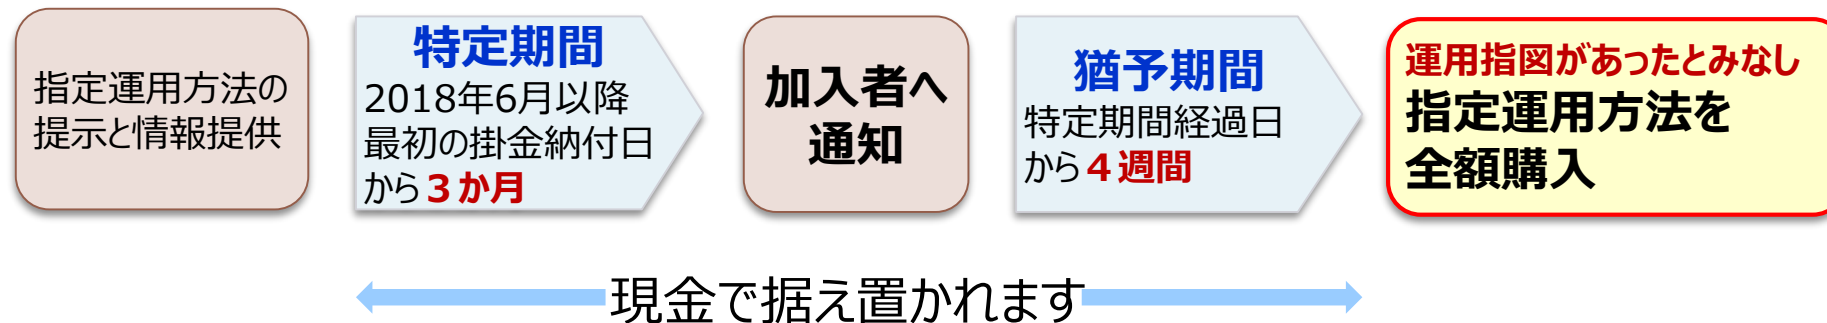 指定運用方法の
提示と情報提供
特定期間
2018年6月以降
最初の掛金納付日
から３か月
加入者へ
通知
猶予期間
特定期間経過日
から４週間
運用指図があったとみなし
指定運用方法を
全額購入
現金で据え置かれます